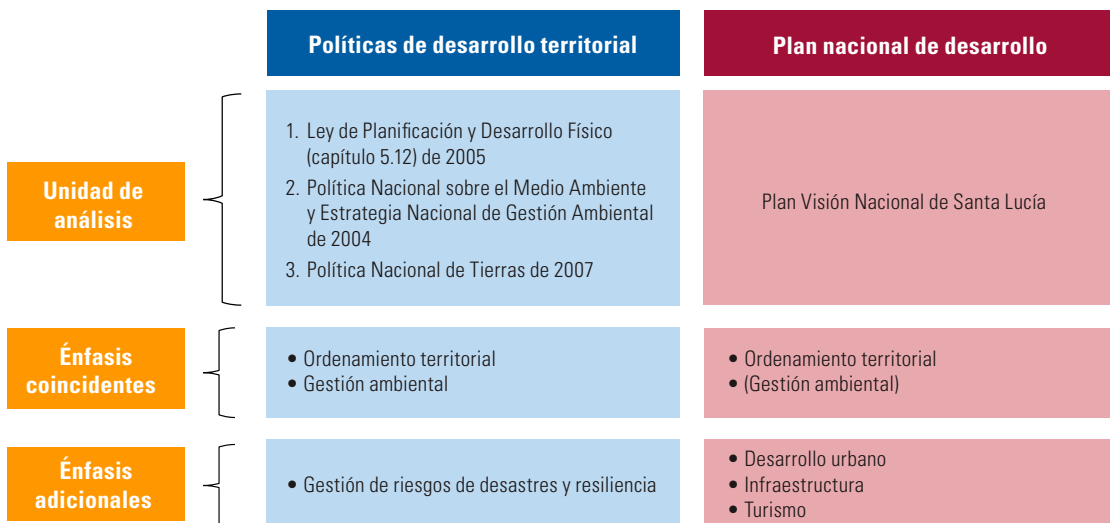 Políticas de desarrollo territorial
Plan nacional de desarrollo
Unidad de
análisis
1. Ley de Planificación y Desarrollo Físico
(capítulo 5.12) de 2005
2. Política Nacional sobre el Medio Ambiente
y Estrategia Nacional de Gestión Ambiental
de 2004
3. Política Nacional de Tierras de 2007
Plan Visión Nacional de Santa Lucía
Énfasis
coincidentes
• Ordenamiento territorial
• Gestión ambiental
• Ordenamiento territorial
• (Gestión ambiental)
Énfasis
adicionales
• Gestión de riesgos de desastres y resiliencia
• Desarrollo urbano
• Infraestructura
• Turismo